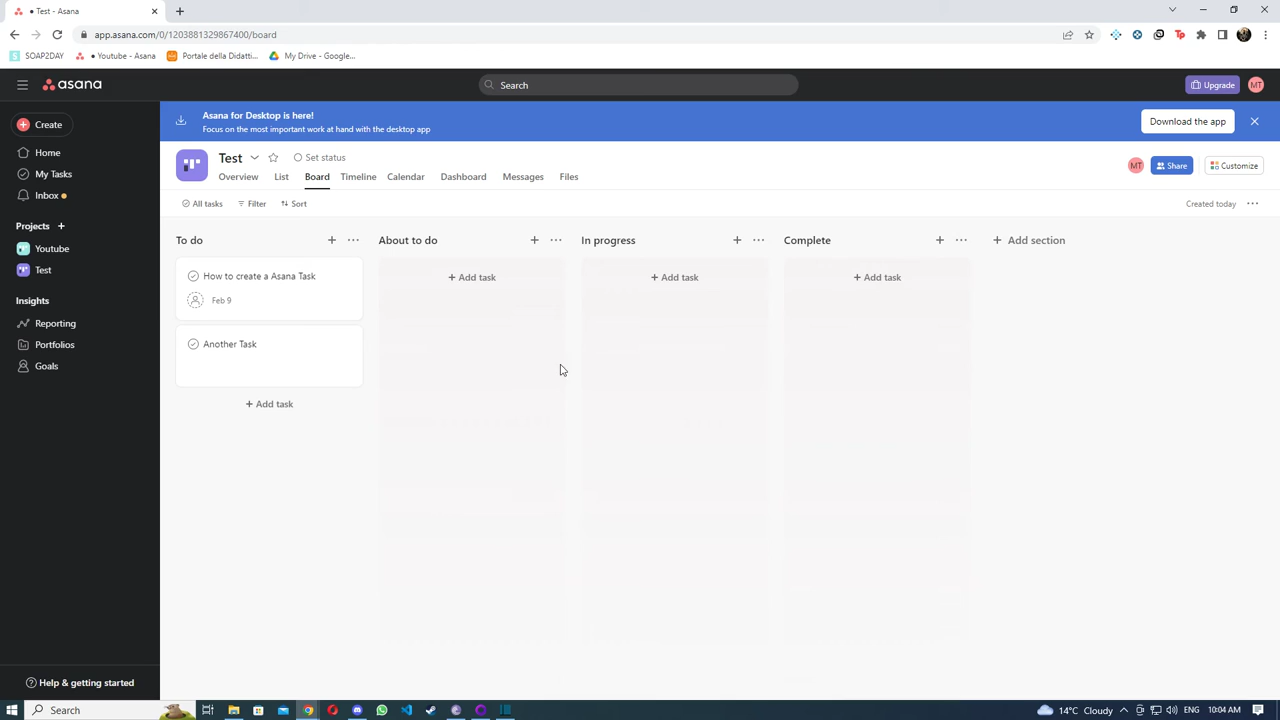 • Test - Asana
app.asana.com/0/1203881329867400/board
SOAP2DAY
• Youtube - Asana
Portale della Didatti...
My Drive - Google...
asana
Search
Upgrade
MT
Create
Home
My Tasks
Inbox
Projects
Youtube
Test
Insights
Reporting
Portfolios
Goals
Help & getting started
Asana for Desktop is here!
Focus on the most important work at hand with the desktop app
Download the app
Test
Set status
Overview List Board Timeline Calendar Dashboard Messages Files
MT
Share
Customize
All tasks
Filter
Sort
Created today
To do
How to create a Asana Task
Feb 9
Another Task
+ Add task
About to do
+ Add task
In progress
+ Add task
Complete
+ Add task
+ Add section
Search
14°C Cloudy
ENG
10:04 AM